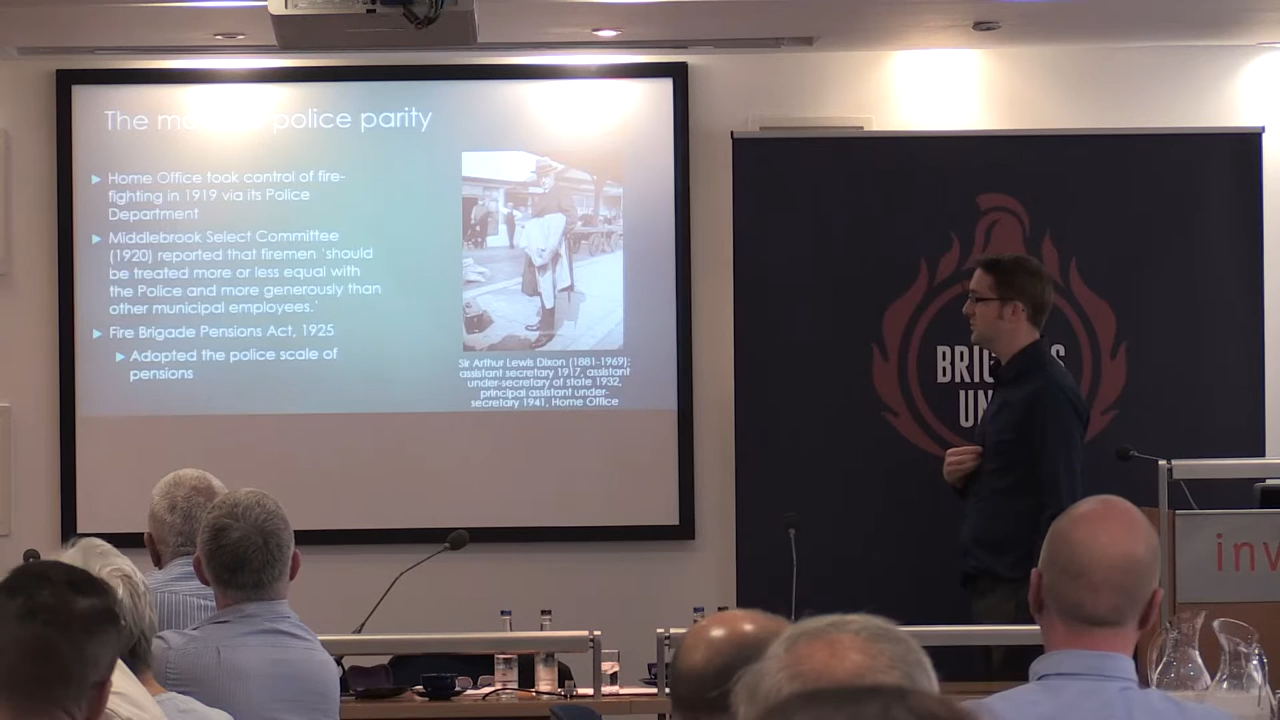 The police parity
Home Office took control of fire-
fighting in 1919 via its Police
Department
Middlebrook Select Committee
(1920) reported that firemen 'should
be treated more or less equal with
the Police and more generously than
other municipal employees.'
Fire Brigade Pensions Act, 1925
Adopted the police scale of
pensions
Sir Arthur Lewis Dixon (1881-1969);
assistant secretary 1917, assistant
under-secretary of state 1932,
principal assistant under-
secretary 1941, Home Office